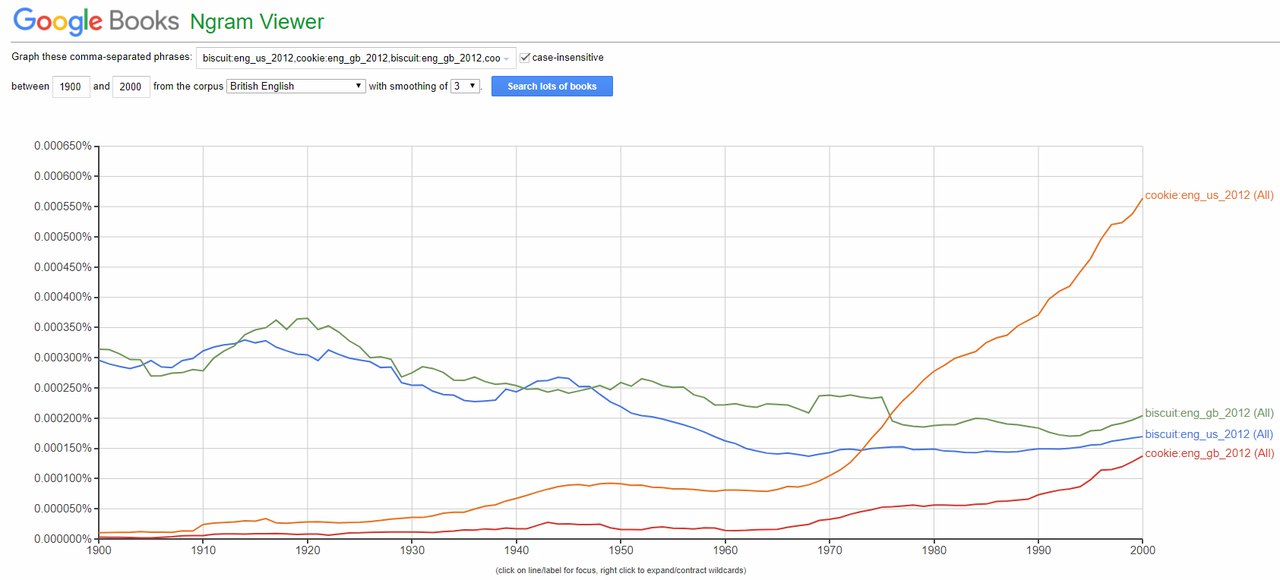 Google Books Ngram Viewer
Graph these comma-separated phrases: biscuit:eng_us_2012,cookie:eng_gb_2012,biscuit:eng_gb_2012,coo case-insensitive
between 1900 and 2000 from the corpus British English with smoothing of 3 . Search lots of books
0.000650%
0.000600%
0.000550%
0.000500%
0.000450%
0.000400%
0.000350%
0.000300%
0.000250%
0.000200%
0.000150%
0.000100%
0.000050%
0.000000%
cookie:eng_us_2012 (All)
biscuit:eng_gb_2012 (All)
biscuit:eng_us_2012 (All)
cookie:eng_gb_2012 (All)
1900 1910 1920 1930 1940 1950 1960 1970 1980 1990 2000
(click on line/label for focus, right click to expand/contract wildcards)